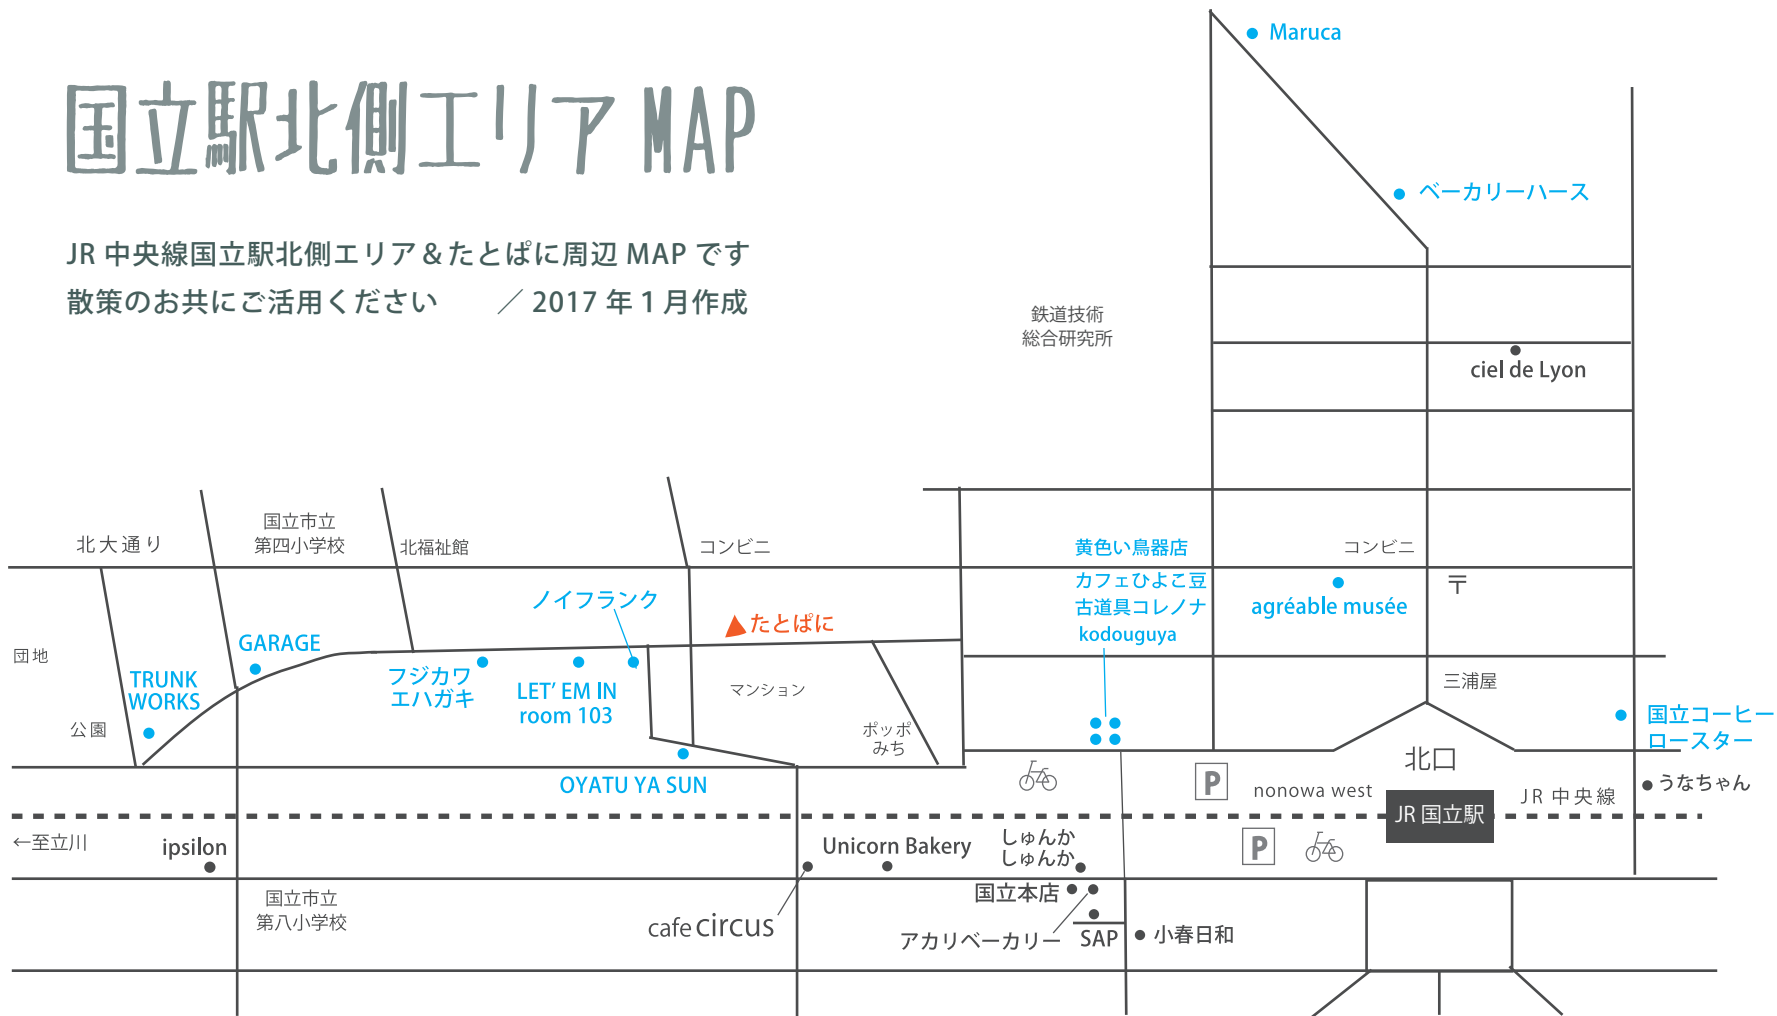 国立駅北側エリア MAP
JR 中央線国立駅北側エリア&たとぱに周辺 MAP です
散策のお共にご活用ください ／ 2017 年 1 月作成
Maruca
ベーカリーハース
鉄道技術
総合研究所
ciel de Lyon
北大通り
国立市立
第四小学校
北福祉館
コンビニ
黄色い鳥器店
カフェひよこ豆
古道具コレノナ
kodouguya
コンビニ
〒
agréable musée
ノイフランク
▲たとぱに
団地
GARAGE
TRUNK
WORKS
フジカワ
エハガキ
LET' EM IN
room 103
マンション
三浦屋
公園
ポッポ
みち
国立コーヒー
ロースター
北口
OYATU YA SUN
P
nonowa west
JR 国立駅
JR 中央線
うなちゃん
←至立川
ipsilon
Unicorn Bakery
しゅんか
しゅんか
P
国立市立
第八小学校
cafe circus
国立本店
アカリベーカリー
SAP
小春日和